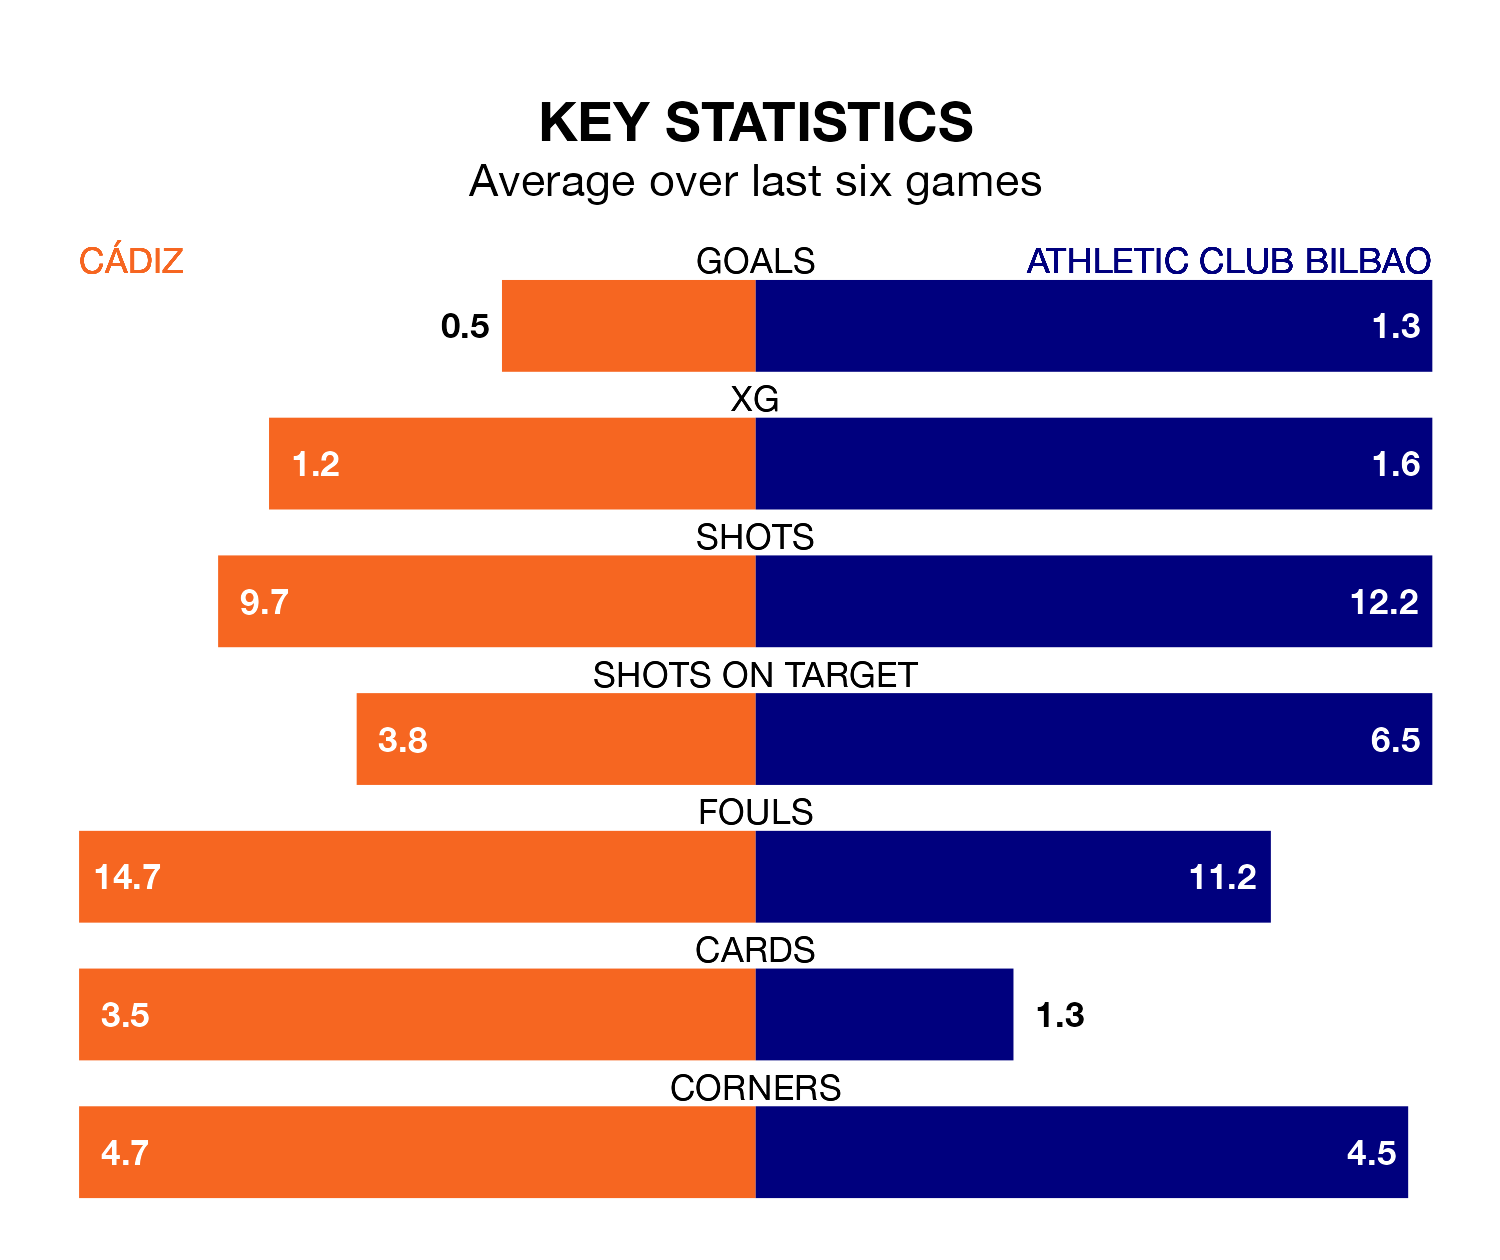 KEY STATISTICS
Average over last six games
CÁDIZ GOALS ATHLETIC CLUB BILBAO
0.5 1.3
XG
1.2 1.6
SHOTS
9.7 12.2
SHOTS ON TARGET
3.8 6.5
FOULS
14.7 11.2
CARDS
3.5 1.3
CORNERS
4.7 4.5